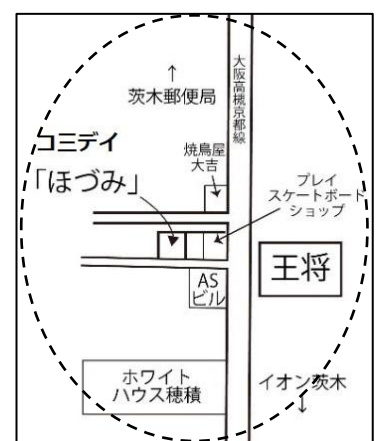 ↑
茨木郵便局
大阪高槻京都線
コ三デイ
「ほづみ」
焼鳥屋
大吉
プレイ
スケートボード
ショップ
王将
AS
ビル
ホワイト
ハウス穂積
イオン茨木
↓